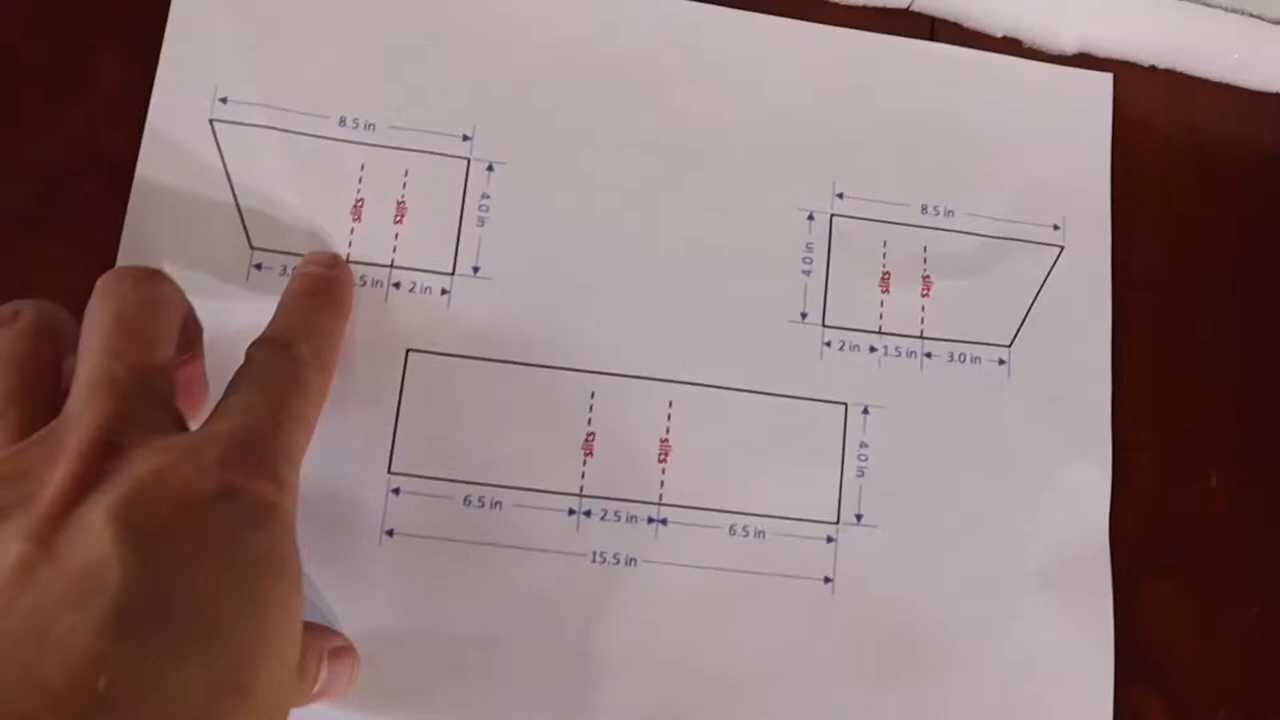 8.5 in
slits
slits
4.0 in
2 in
8.5 in
4.0 in
slits
slits
2 in
1.5 in
3.0 in
slits
slits
4.0 in
6.5 in
2.5 in
6.5 in
15.5 in